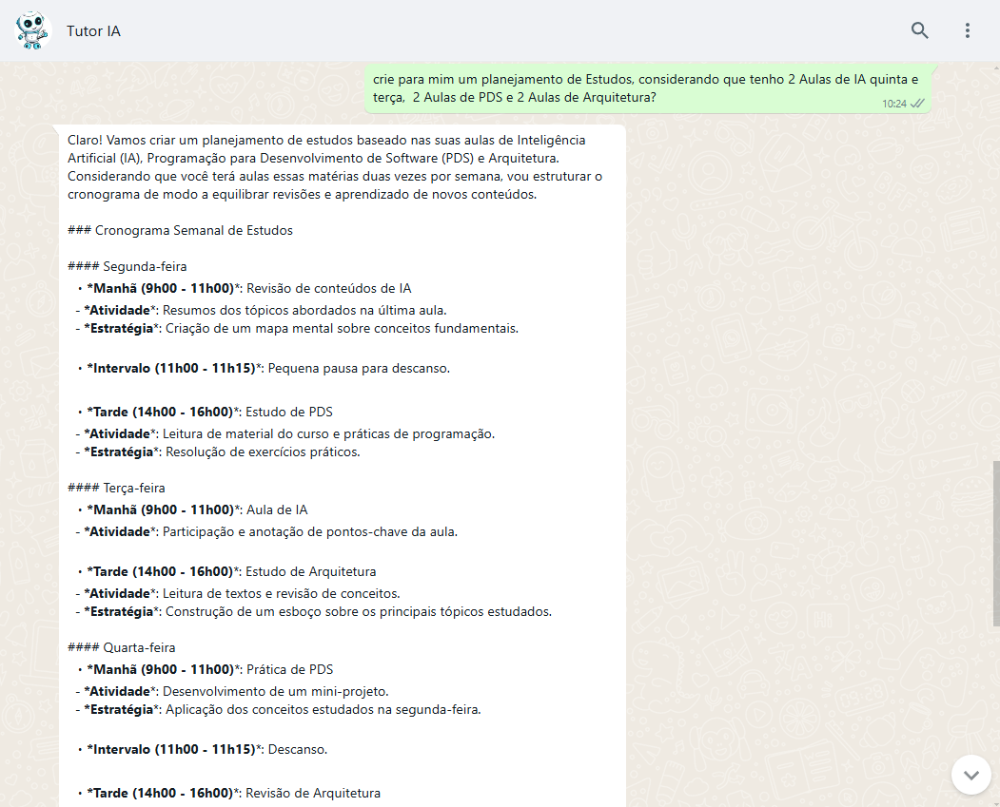 Tutor IA
crie para mim um planejamento de Estudos, considerando que tenho 2 Aulas de IA quinta e
terça,  2 Aulas de PDS e 2 Aulas de Arquitetura?
10:24
Claro! Vamos criar um planejamento de estudos baseado nas suas aulas de Inteligência
Artificial (IA), Programação para Desenvolvimento de Software (PDS) e Arquitetura.
Considerando que você terá aulas essas matérias duas vezes por semana, vou estruturar o
cronograma de modo a equilibrar revisões e aprendizado de novos conteúdos.
### Cronograma Semanal de Estudos
#### Segunda-feira
• *Manhã (9h00 - 11h00)*: Revisão de conteúdos de IA
- *Atividade*: Resumos dos tópicos abordados na última aula.
- *Estratégia*: Criação de um mapa mental sobre conceitos fundamentais.
• *Intervalo (11h00 - 11h15)*: Pequena pausa para descanso.
• *Tarde (14h00 - 16h00)*: Estudo de PDS
- *Atividade*: Leitura de material do curso e práticas de programação.
- *Estratégia*: Resolução de exercícios práticos.
#### Terça-feira
• *Manhã (9h00 - 11h00)*: Aula de IA
- *Atividade*: Participação e anotação de pontos-chave da aula.
• *Tarde (14h00 - 16h00)*: Estudo de Arquitetura
- *Atividade*: Leitura de textos e revisão de conceitos.
- *Estratégia*: Construção de um esboço sobre os principais tópicos estudados.
#### Quarta-feira
• *Manhã (9h00 - 11h00)*: Prática de PDS
- *Atividade*: Desenvolvimento de um mini-projeto.
- *Estratégia*: Aplicação dos conceitos estudados na segunda-feira.
• *Intervalo (11h00 - 11h15)*: Descanso.
• *Tarde (14h00 - 16h00)*: Revisão de Arquitetura